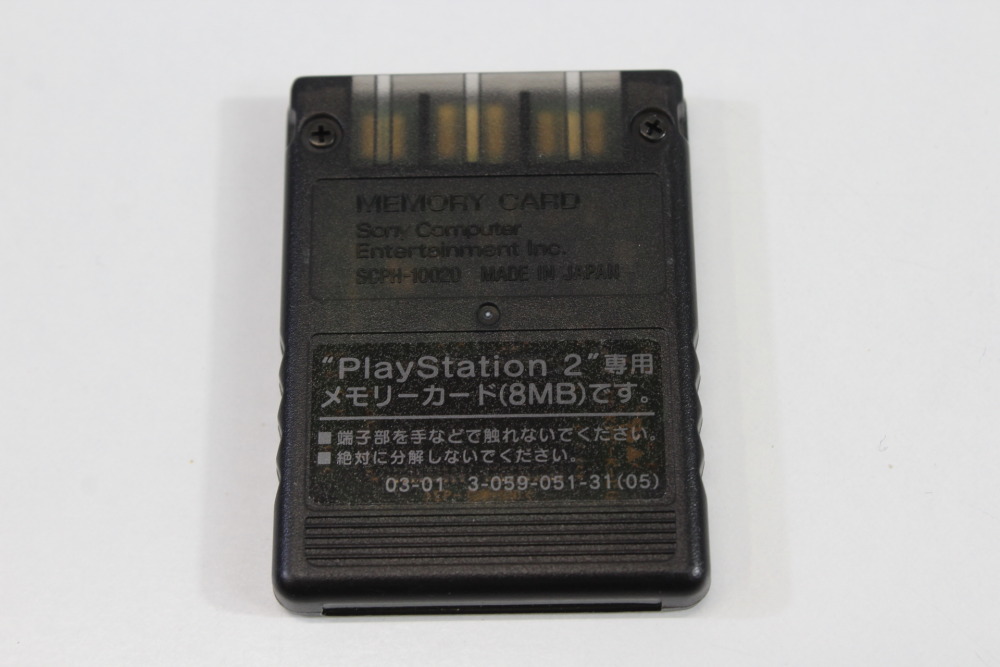 MEMORY CARD
Sony Computer
Entertainment Inc.
SCPH-10020 MADE IN JAPAN
"PlayStation 2"専用
メモリーカード(8MB)です。
■端子部を手などで触れないでください。
■絶対に分解しないでください。
03-01 3-059-051-31(05)